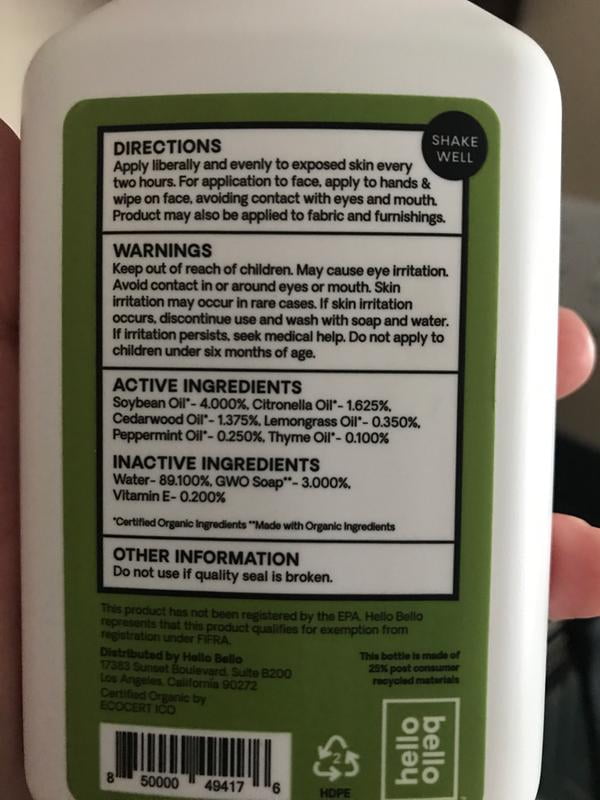 SHAKE
WELL
DIRECTIONS
Apply liberally and evenly to exposed skin every
two hours. For application to face, apply to hands &
wipe on face, avoiding contact with eyes and mouth.
Product may also be applied to fabric and furnishings.
WARNINGS
Keep out of reach of children. May cause eye irritation.
Avoid contact in or around eyes or mouth. Skin
irritation may occur in rare cases. If skin irritation
occurs, discontinue use and wash with soap and water.
If irritation persists, seek medical help. Do not apply to
children under six months of age.
ACTIVE INGREDIENTS
Soybean Oil*- 4.000%, Citronella Oil*- 1.625%,
Cedarwood Oil*- 1.375%, Lemongrass Oil*- 0.350%,
Peppermint Oil*- 0.250%, Thyme Oil*- 0.100%
INACTIVE INGREDIENTS
Water- 89.100%, GWO Soap**- 3.000%,
Vitamin E- 0.200%
*Certified Organic Ingredients **Made with Organic Ingredients
OTHER INFORMATION
Do not use if quality seal is broken.
This product has not been registered by the EPA. Hello Bello
represents that this product qualifies for exemption from
registration under FIFRA.
Distributed by Hello Bello
17383 Sunset Boulevard, Suite B200
Los Angeles, California 90272
Certified Organic by
ECOCERT ICO
This bottle is made of
25% post consumer
recycled materials
8 50000 49417 6
2
HDPE
hello
bello